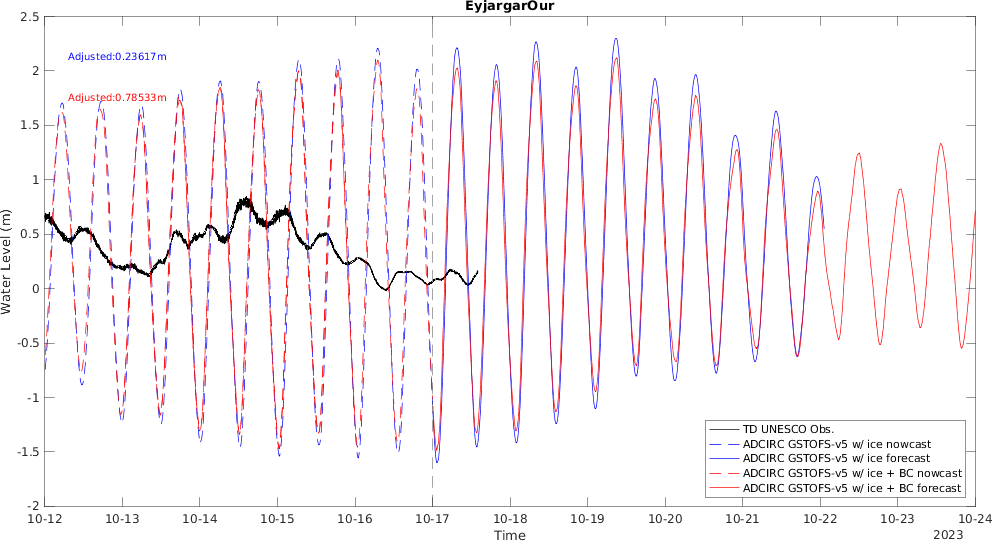 EyjargarOur
Adjusted:0.23617m
Adjusted:0.78533m
Water Level (m)
2.5
2
1.5
1
0.5
0
-0.5
-1
-1.5
-2
10-12 10-13 10-14 10-15 10-16 10-17 10-18 10-19 10-20 10-21 10-22 10-23 10-24
Time
2023
TD UNESCO Obs.
ADCIRC GSTOFS-v5 w/ ice nowcast
ADCIRC GSTOFS-v5 w/ ice forecast
ADCIRC GSTOFS-v5 w/ ice + BC nowcast
ADCIRC GSTOFS-v5 w/ ice + BC forecast